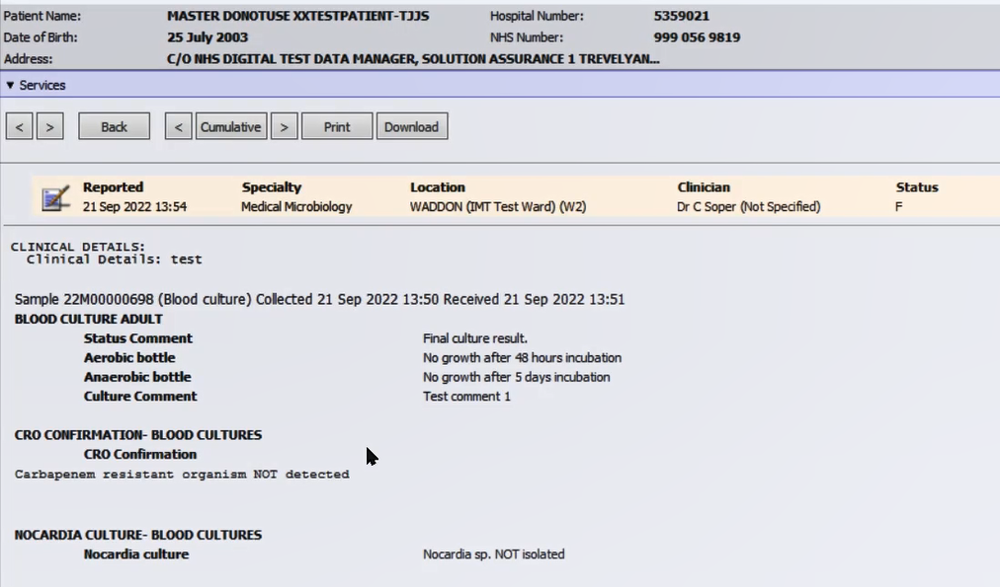 Patient Name: MASTER DONOTUSE XXTESTPATIENT-TJJS Hospital Number: 5359021
Date of Birth: 25 July 2003 NHS Number: 999 056 9819
Address: C/O NHS DIGITAL TEST DATA MANAGER, SOLUTION ASSURANCE 1 TREVELYAN...
▼ Services
< > Back < Cumulative > Print Download
Reported Specialty Location Clinician Status
21 Sep 2022 13:54 Medical Microbiology WADDON (IMT Test Ward) (W2) Dr C Soper (Not Specified) F
CLINICAL DETAILS:
Clinical Details: test
Sample 22M00000698 (Blood culture) Collected 21 Sep 2022 13:50 Received 21 Sep 2022 13:51
BLOOD CULTURE ADULT
Status Comment Final culture result.
Aerobic bottle No growth after 48 hours incubation
Anaerobic bottle No growth after 5 days incubation
Culture Comment Test comment 1
CRO CONFIRMATION- BLOOD CULTURES
CRO Confirmation
Carbapenem resistant organism NOT detected
NOCARDIA CULTURE- BLOOD CULTURES
Nocardia culture Nocardia sp. NOT isolated